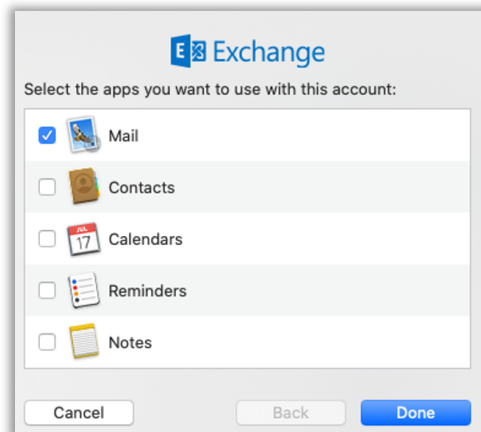 E Exchange
Select the apps you want to use with this account:
Mail
Contacts
JUL
17
Calendars
Reminders
Notes
Cancel
Back
Done